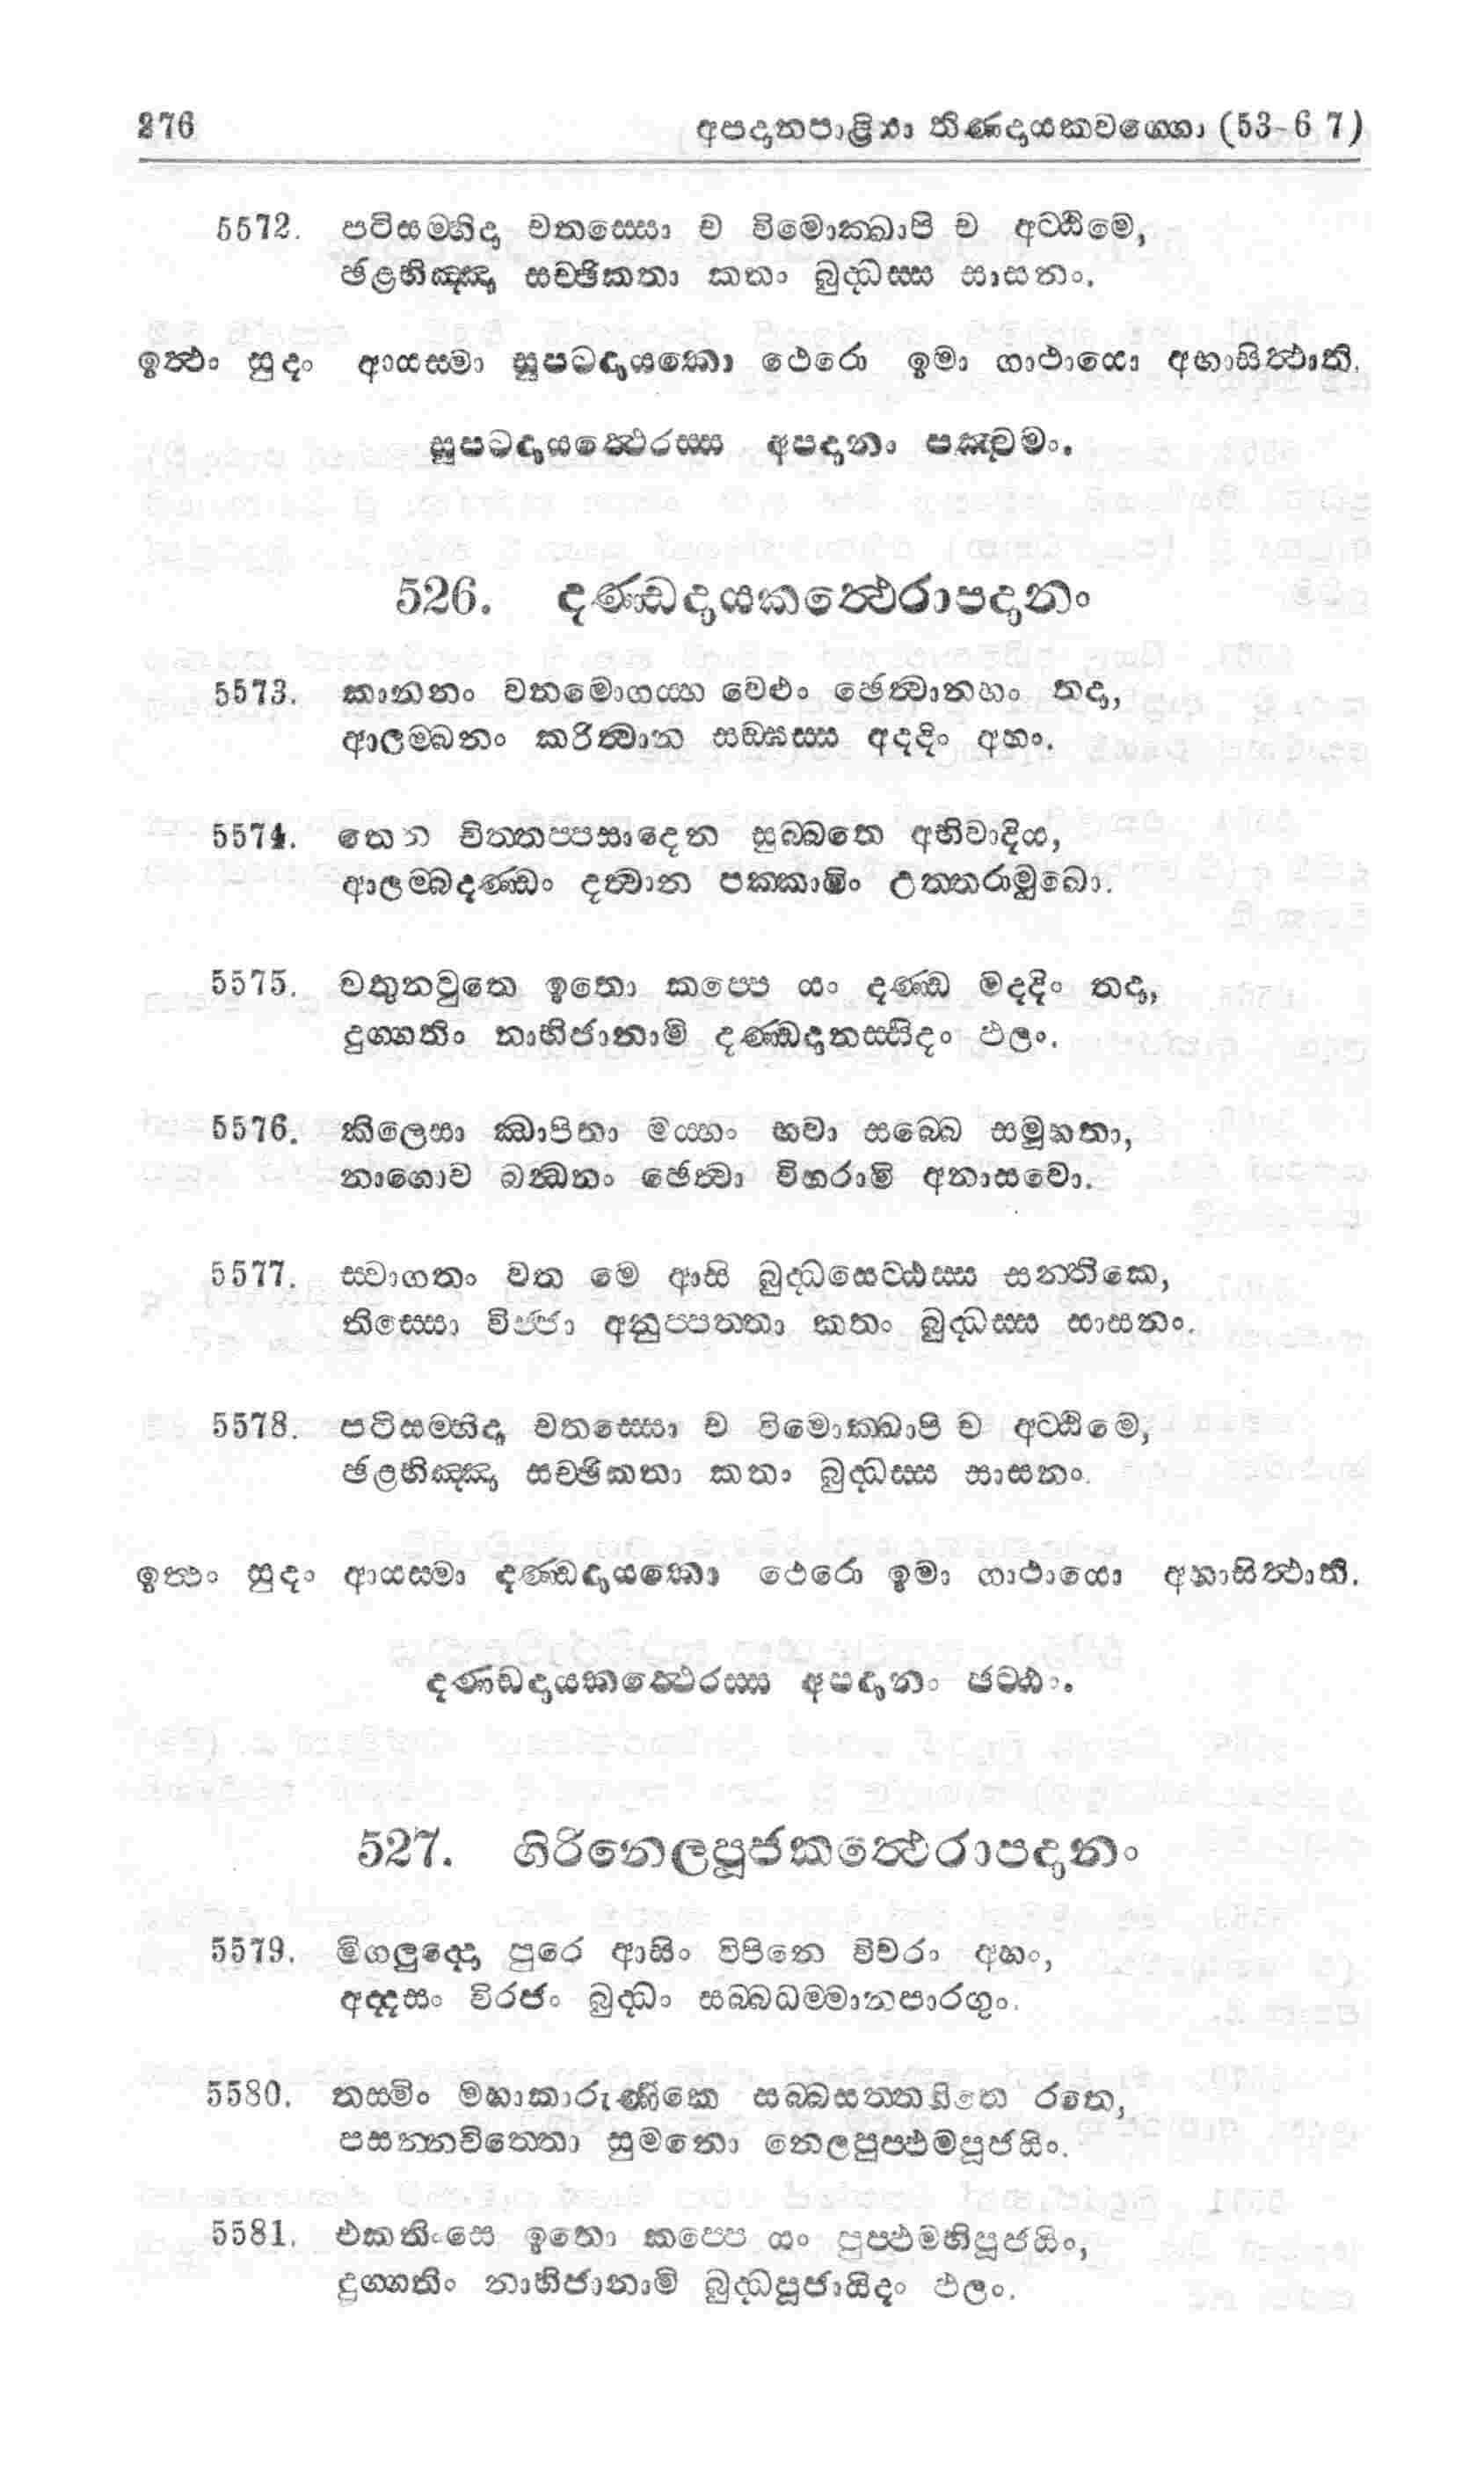 276 අපදානපාළියා තිණදායකවග්ගො (53-6 7)
5572. පටිසම්භිදා චතස්සො ච විමොක්ඛාපි ච අට්ඨිමෙ,
ඡළභිඤ්ඤා සච්ඡිකතා කතං බුද්ධස්ස සාසනං.
ඉත්ථං සුදං ආයස්මා සුපටදායකො ථෙරො ඉමා ගාථායො අභාසිත්ථාති.
සුපටදායත්ථෙරස්ස අපදානං පඤ්චමං.
526. දණ්ඩදායකත්ථෙරාපදානං
5573. කානනං වනමොගය්හ වෙළුං ඡෙත්වානහං තදා,
ආලම්බනං කරිත්වාන සඞ්ඝස්ස අදදිං අහං.
5574. තෙන චිත්තප්පසාදෙන සුබ්බතෙ අභිවාදිය,
ආලම්බදණ්ඩං දත්වාන පක්කාමිං උත්තරාමුඛො.
5575. චතුනවුතෙ ඉතො කප්පෙ යං දණ්ඩ මදදිං තදා,
දුග්ගතිං නාභිජානාමි දණ්ඩදානස්සිදං ඵලං.
5576. කිලෙසා ඣාපිතා මය්හං භවා සබ්බෙ සමූහතා,
නාගොව බන්ධනං ඡෙත්වා විහරාමි අනාසවො.
5577. ස්වාගතං වත මෙ ආසි බුද්ධසෙට්ඨස්ස සන්තිකෙ,
තිස්සො විජ්ජා අනුප්පත්තා කතං බුද්ධස්ස සාසනං.
5578. පටිසම්භිදා චතස්සො ච විමොක්ඛාපි ච අට්ඨිමෙ,
ඡළභිඤ්ඤා සච්ඡිකතා කතං බුද්ධස්ස සාසනං.
ඉත්ථං සුදං ආයස්මා දණ්ඩදායකො ථෙරො ඉමා ගාථායො අභාසිත්ථාති.
දණ්ඩදායකත්ථෙරස්ස අපදානං ඡට්ඨං.
527. ගිරිනෙලපූජකත්ථෙරාපදානං
5579. මිගලුද්දො පුරෙ ආසිං විපිනෙ විචරං අහං,
අද්දසං විරජං බුද්ධං සබ්බධම්මානපාරගුං.
5580. තස්මිං මහාකාරුණිකෙ සබ්බසත්තහිතෙ රතෙ,
පසන්නචිත්තො සුමනො නෙලපුප්ඵමපූජයිං.
5581. එකතිංසෙ ඉතො කප්පෙ යං පුප්ඵමභිපූජයිං,
දුග්ගතිං නාභිජානාමි බුද්ධපූජායිදං ඵලං.